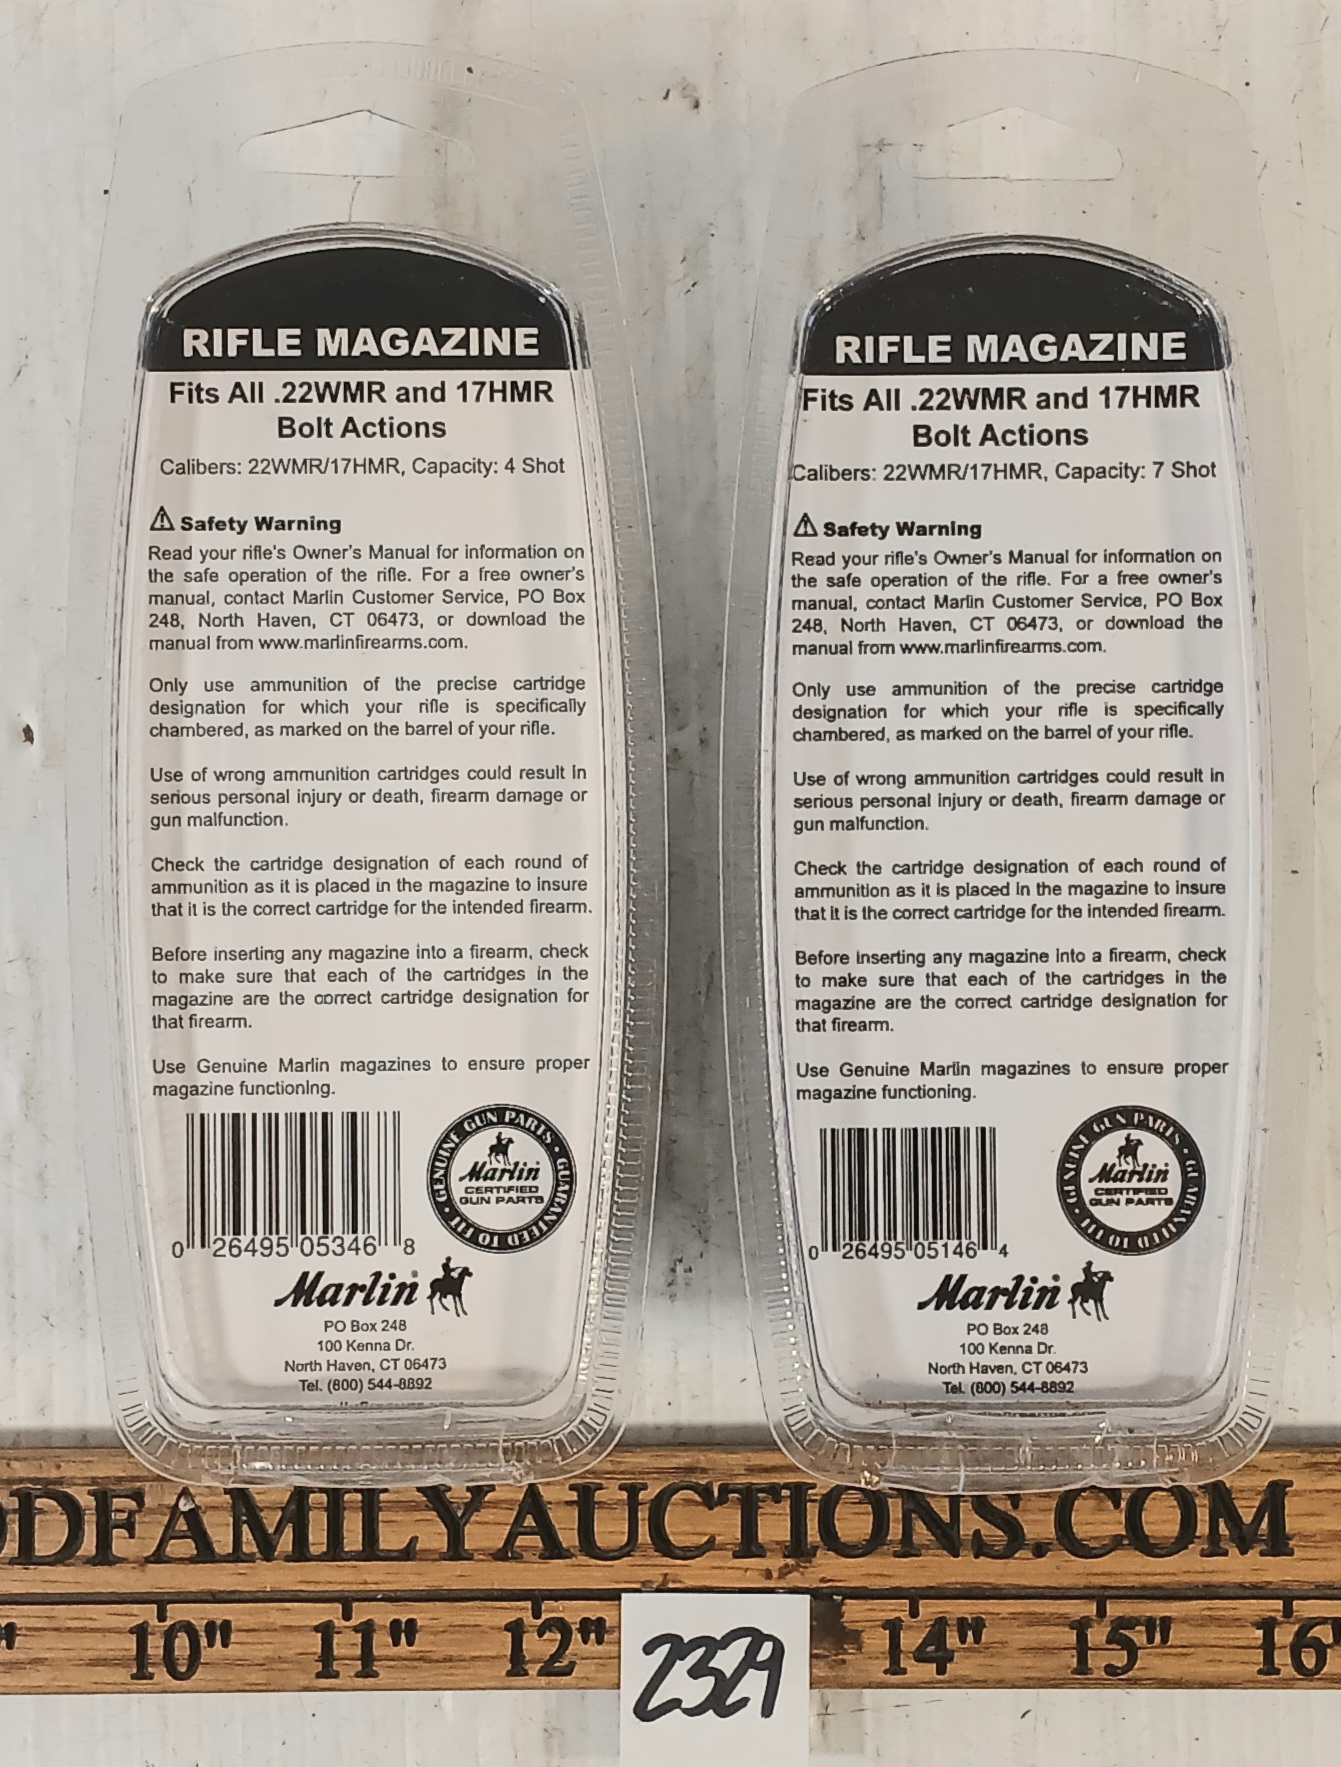 RIFLE MAGAZINE
Fits All .22WMR and 17HMR
Bolt Actions
Calibers: 22WMR/17HMR, Capacity: 4 Shot
Safety Warning
Read your rifle's Owner's Manual for information on
the safe operation of the rifle. For a free owner's
manual, contact Marlin Customer Service, PO Box
248, North Haven, CT 06473, or download the
manual from www.marlinfirearms.com.
Only use ammunition of the precise cartridge
designation for which your rifle is specifically
chambered, as marked on the barrel of your rifle.
Use of wrong ammunition cartridges could result in
serious personal injury or death, firearm damage or
gun malfunction.
Check the cartridge designation of each round of
ammunition as it is placed in the magazine to insure
that it is the correct cartridge for the intended firearm.
Before inserting any magazine into a firearm, check
to make sure that each of the cartridges in the
magazine are the correct cartridge designation for
that firearm.
Use Genuine Marlin magazines to ensure proper
magazine functioning.
0 26495 05346 8
GENUINE GUN PARTS • GUARANTEED TO FIT •
Marlin
CERTIFIED
GUN PARTS
Marlin
PO Box 248
100 Kenna Dr.
North Haven, CT 06473
Tel. (800) 544-8892
RIFLE MAGAZINE
Fits All .22WMR and 17HMR
Bolt Actions
Calibers: 22WMR/17HMR, Capacity: 7 Shot
Safety Warning
Read your rifle's Owner's Manual for information on
the safe operation of the rifle. For a free owner's
manual, contact Marlin Customer Service, PO Box
248, North Haven, CT 06473, or download the
manual from www.marlinfirearms.com.
Only use ammunition of the precise cartridge
designation for which your rifle is specifically
chambered, as marked on the barrel of your rifle.
Use of wrong ammunition cartridges could result in
serious personal injury or death, firearm damage or
gun malfunction.
Check the cartridge designation of each round of
ammunition as it is placed in the magazine to insure
that it is the correct cartridge for the intended firearm.
Before inserting any magazine into a firearm, check
to make sure that each of the cartridges in the
magazine are the correct cartridge designation for
that firearm.
Use Genuine Marlin magazines to ensure proper
magazine functioning.
0 26495 05146 4
GENUINE GUN PARTS • GUARANTEED TO FIT •
Marlin
CERTIFIED
GUN PARTS
Marlin
PO Box 248
100 Kenna Dr.
North Haven, CT 06473
Tel. (800) 544-8892
DFAMILYAUCTIONS.COM
10" 11" 12" 14" 15" 16"
2329